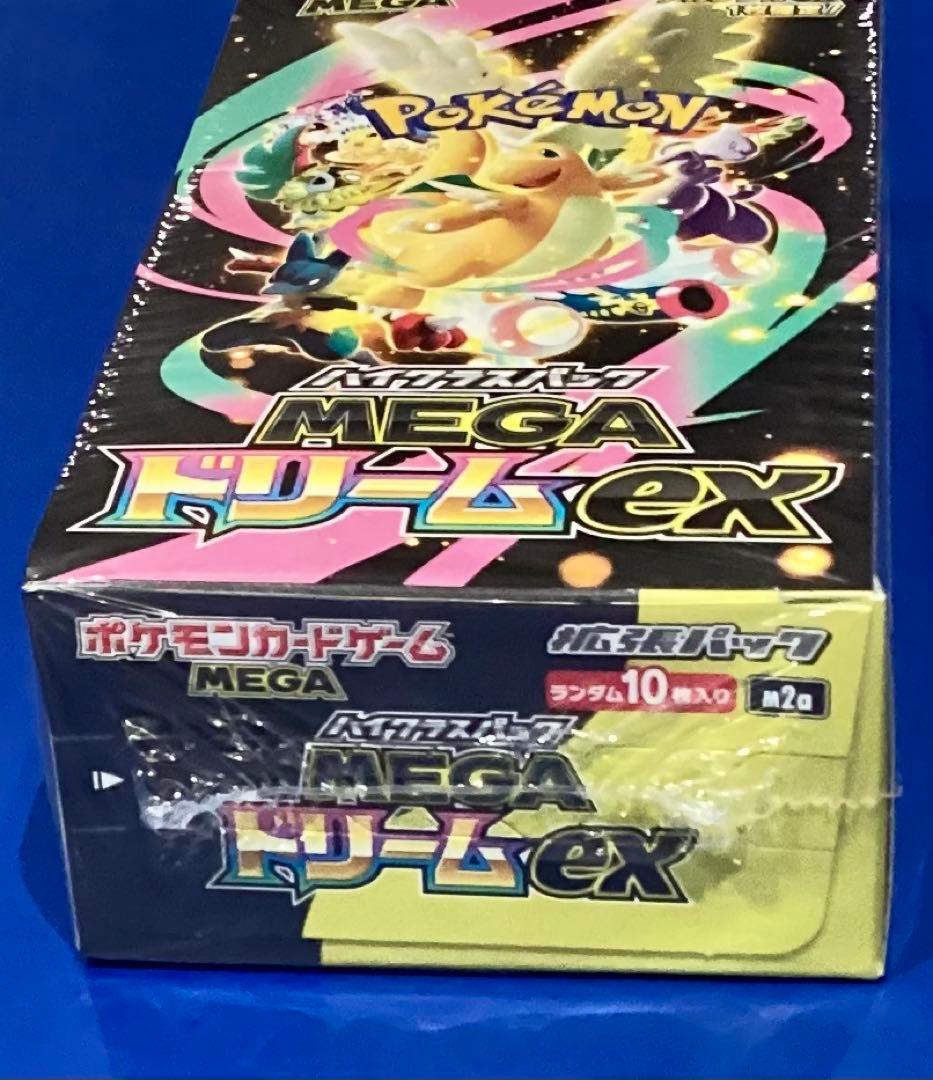 MEGA
POKÉMON
ハイクラスパック
MEGA
ドリームex
ポケモンカードゲーム
MEGA
拡張パック
ランダム10枚入り
M2a
ハイクラスパック
MEGA
ドリームex